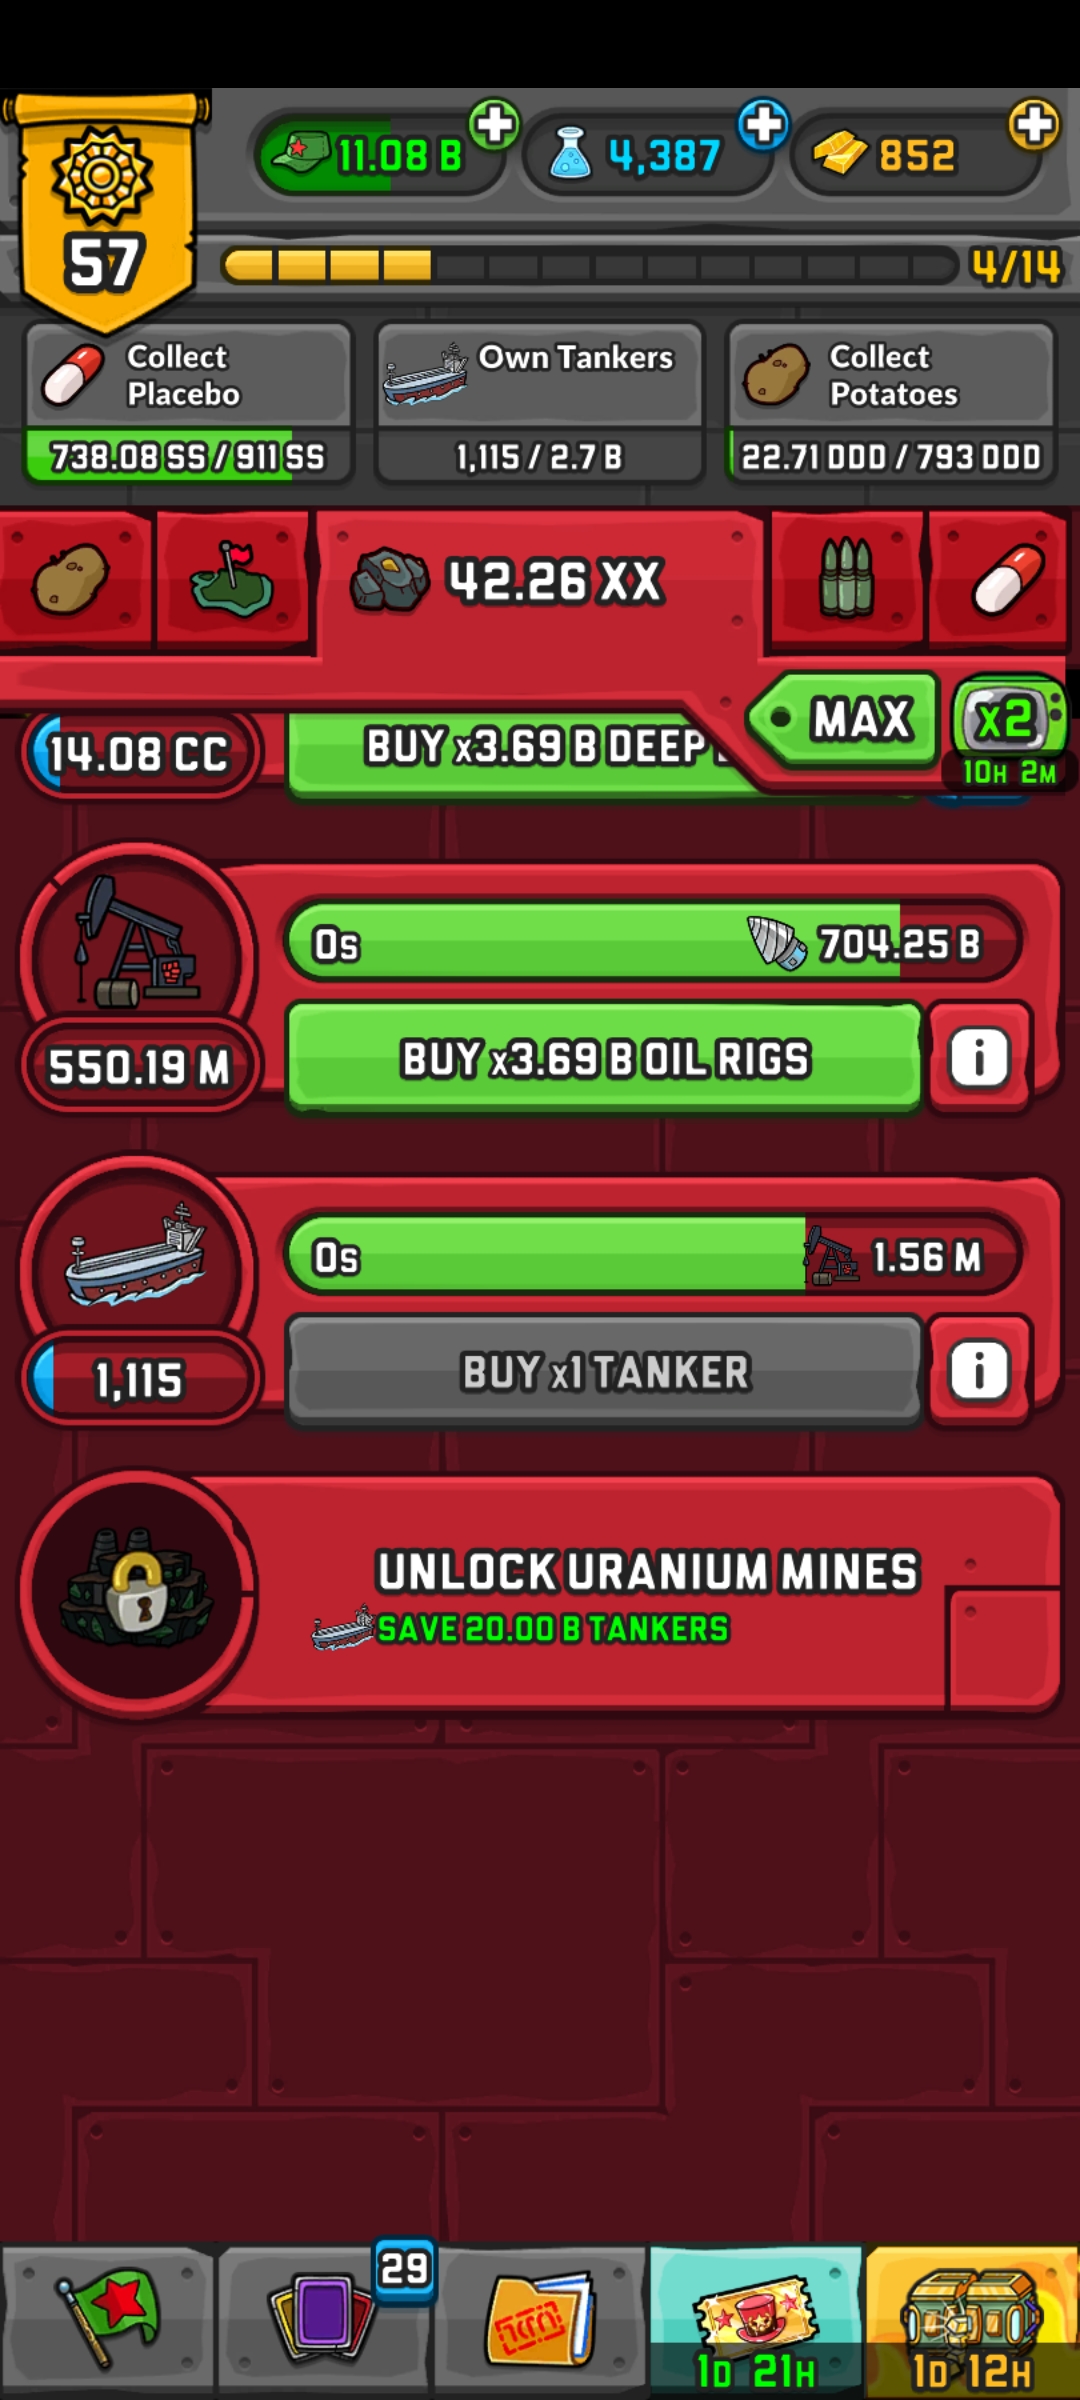 11.08 B
4,387
852
57
4/14
Collect
Placebo
738.08 SS / 911 SS
Own Tankers
1,115 / 2.7 B
Collect
Potatoes
22.71 DDD / 793 DDD
42.26 XX
MAX
x2
10H 2M
14.08 CC
BUY x3.69 B DEEP
0s
704.25 B
550.19 M
BUY x3.69 B OIL RIGS
i
0s
1.56 M
1,115
BUY x1 TANKER
i
UNLOCK URANIUM MINES
SAVE 20.00 B TANKERS
29
1D 21H
1D 12H